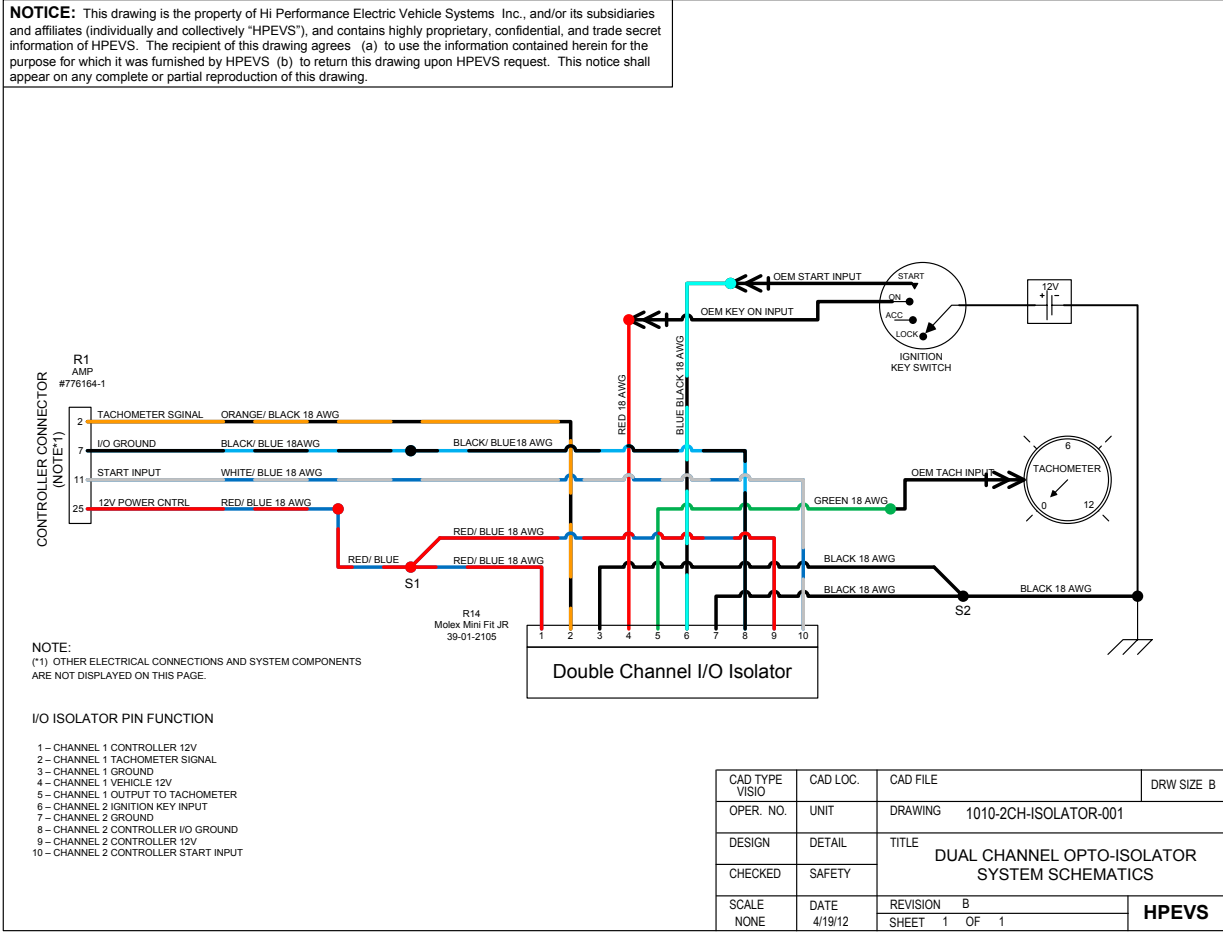 NOTICE: This drawing is the property of Hi Performance Electric Vehicle Systems Inc., and/or its subsidiaries
and affiliates (individually and collectively “HPEVS”), and contains highly proprietary, confidential, and trade secret
information of HPEVS. The recipient of this drawing agrees (a) to use the information contained herein for the
purpose for which it was furnished by HPEVS (b) to return this drawing upon HPEVS request. This notice shall
appear on any complete or partial reproduction of this drawing.
OEM START INPUT
OEM KEY ON INPUT
START
ON
ACC
LOCK
IGNITION
KEY SWITCH
12V
+ -
R1
AMP
#776164-1
CONTROLLER CONNECTOR
(NOTE*1)
2
TACHOMETER SGINAL
ORANGE/ BLACK 18 AWG
7
I/O GROUND
BLACK/ BLUE 18AWG
BLACK/ BLUE18 AWG
11
START INPUT
WHITE/ BLUE 18 AWG
25
12V POWER CNTRL
RED/ BLUE 18 AWG
RED 18 AWG
BLUE BLACK 18 AWG
OEM TACH INPUT
TACHOMETER
6
0
12
GREEN 18 AWG
RED/ BLUE 18 AWG
RED/ BLUE
RED/ BLUE 18 AWG
S1
BLACK 18 AWG
BLACK 18 AWG
BLACK 18 AWG
S2
R14
Molex Mini Fit JR
39-01-2105
1 2 3 4 5 6 7 8 9 10
Double Channel I/O Isolator
NOTE:
(*1) OTHER ELECTRICAL CONNECTIONS AND SYSTEM COMPONENTS
ARE NOT DISPLAYED ON THIS PAGE.
I/O ISOLATOR PIN FUNCTION
1 – CHANNEL 1 CONTROLLER 12V
2 – CHANNEL 1 TACHOMETER SIGNAL
3 – CHANNEL 1 GROUND
4 – CHANNEL 1 VEHICLE 12V
5 – CHANNEL 1 OUTPUT TO TACHOMETER
6 – CHANNEL 2 IGNITION KEY INPUT
7 – CHANNEL 2 GROUND
8 – CHANNEL 2 CONTROLLER I/O GROUND
9 – CHANNEL 2 CONTROLLER 12V
10 – CHANNEL 2 CONTROLLER START INPUT
CAD TYPE
VISIO
CAD LOC.
CAD FILE
DRW SIZE B
OPER. NO.
UNIT
DRAWING 1010-2CH-ISOLATOR-001
DESIGN
DETAIL
TITLE
DUAL CHANNEL OPTO-ISOLATOR
SYSTEM SCHEMATICS
CHECKED
SAFETY
SCALE
NONE
DATE
4/19/12
REVISION B
SHEET 1 OF 1
HPEVS